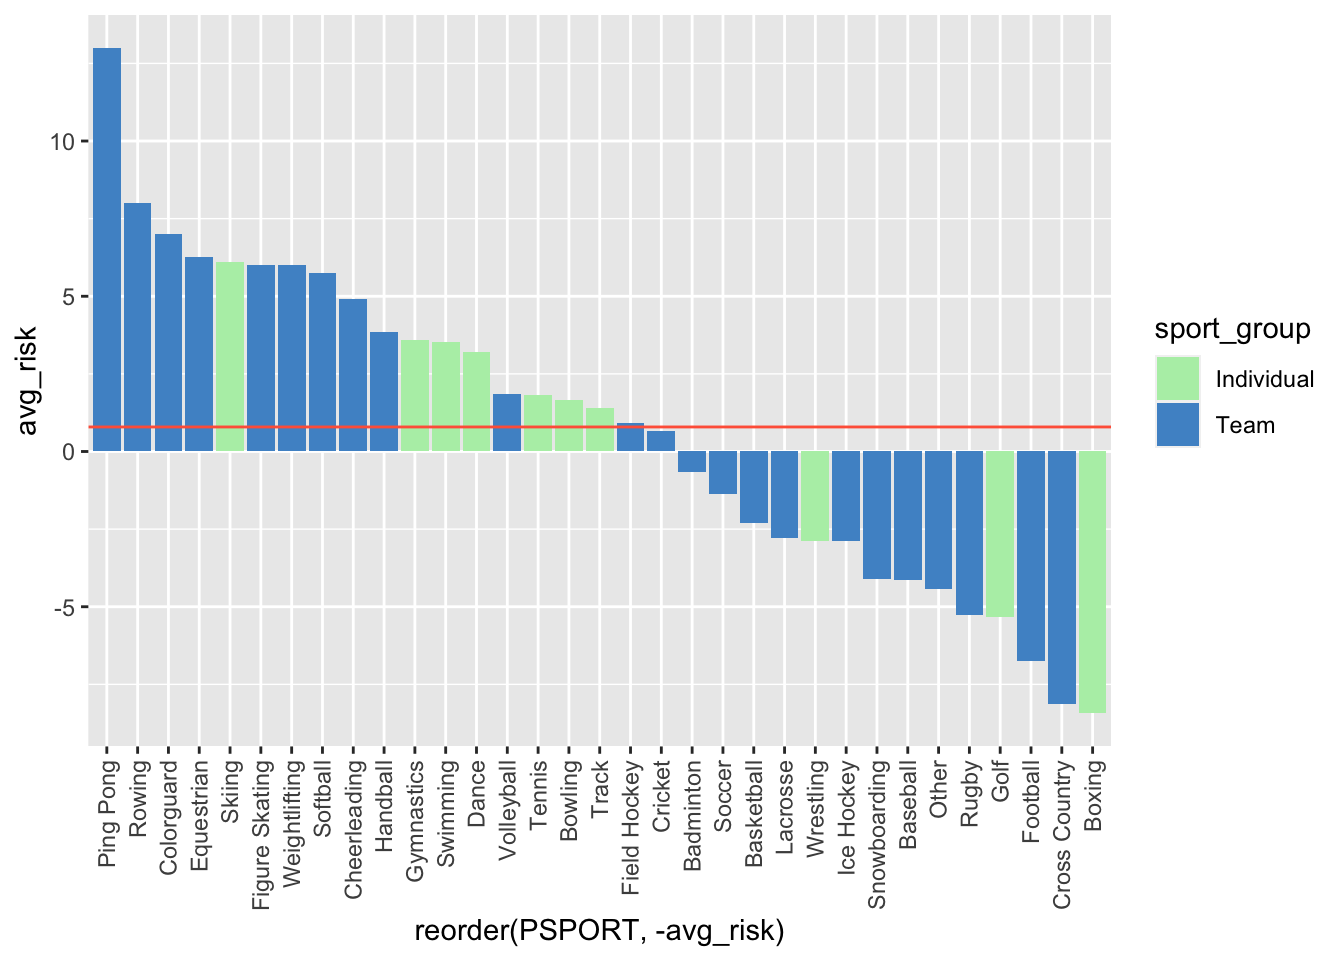 avg_risk
10
5
0
-5
Ping Pong
Rowing
Colorguard
Equestrian
Skiing
Figure Skating
Weightlifting
Softball
Cheerleading
Handball
Gymnastics
Swimming
Dance
Volleyball
Tennis
Bowling
Track
Field Hockey
Cricket
Badminton
Soccer
Basketball
Lacrosse
Wrestling
Ice Hockey
Snowboarding
Baseball
Other
Rugby
Golf
Football
Cross Country
Boxing
reorder(PSPORT, -avg_risk)
sport_group
Individual
Team